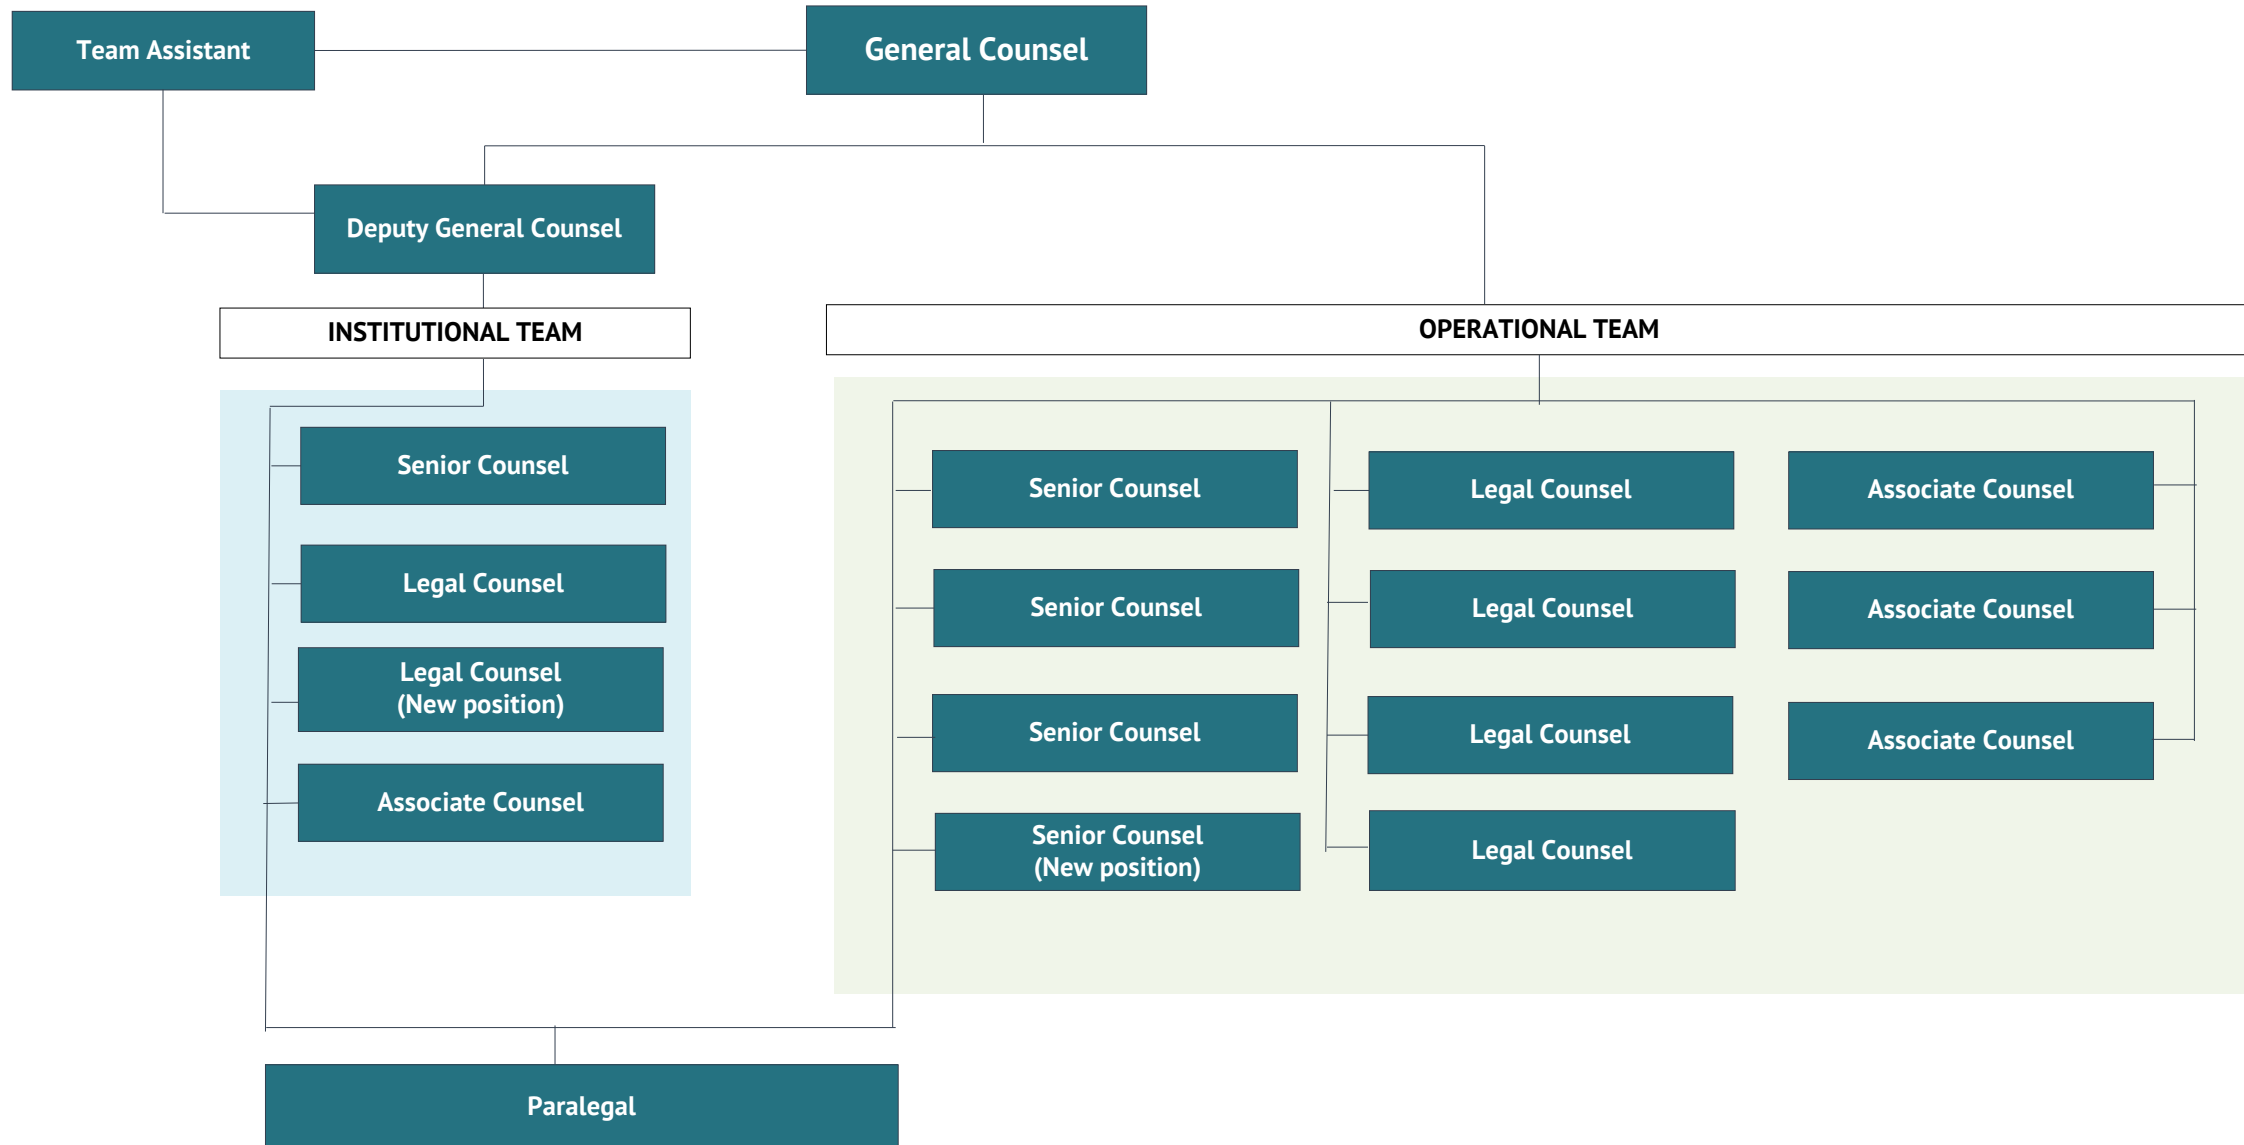 Team Assistant
General Counsel
Deputy General Counsel
INSTITUTIONAL TEAM
OPERATIONAL TEAM
Senior Counsel
Legal Counsel
Legal Counsel
(New position)
Associate Counsel
Senior Counsel
Senior Counsel
Senior Counsel
Senior Counsel
(New position)
Legal Counsel
Legal Counsel
Legal Counsel
Legal Counsel
Associate Counsel
Associate Counsel
Associate Counsel
Paralegal